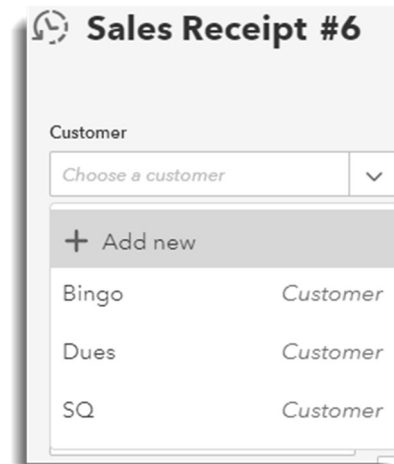 Sales Receipt #6
Customer
Choose a customer
+ Add new
Bingo Customer
Dues Customer
SQ Customer